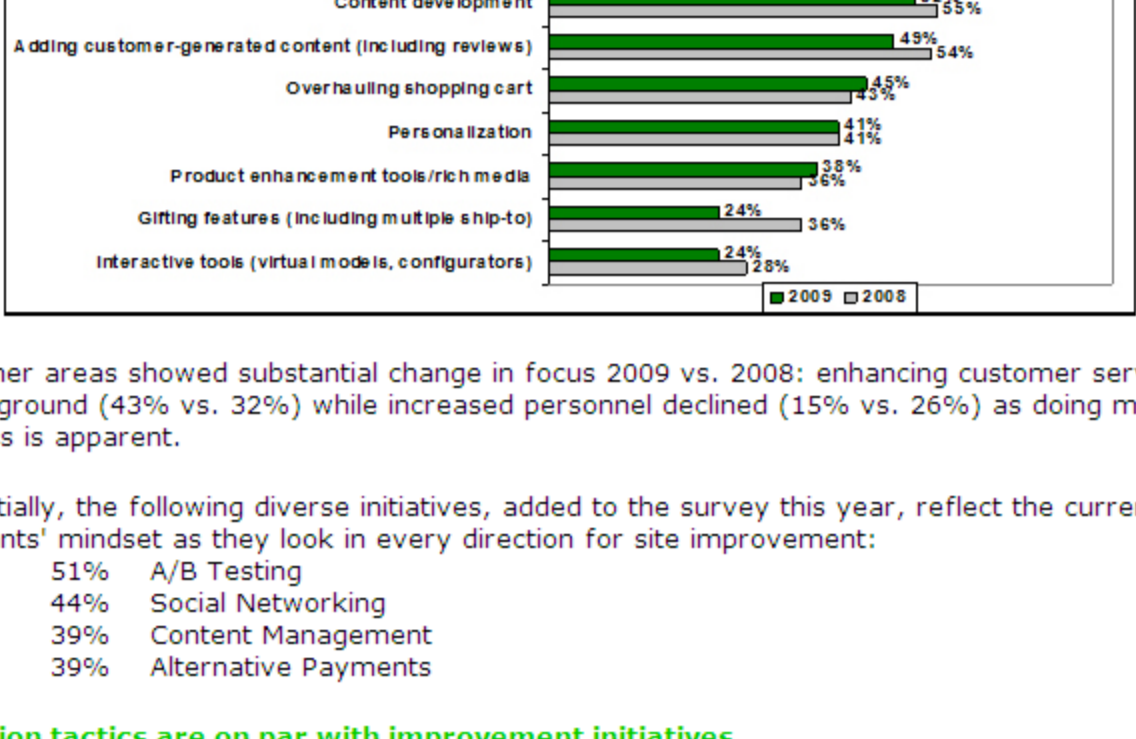 Content development
55%
Adding customer-generated content (including reviews) 49%
54%
Overhauling shopping cart 45%
43%
Personalization 41%
41%
Product enhancement tools/rich media 38%
36%
Gifting features (including multiple ship-to) 24%
36%
Interactive tools (virtual models, configurators) 24%
28%
2009 2008
areas showed substantial change in focus 2009 vs. 2008: enhancing customer
(43% vs. 32%) while increased personnel declined (15% vs. 26%) as doing
is apparent.
the following diverse initiatives, added to the survey this year, reflect the
mindset as they look in every direction for site improvement:
51% A/B Testing
44% Social Networking
39% Content Management
39% Alternative Payments
tactics are on par with improvement initiatives